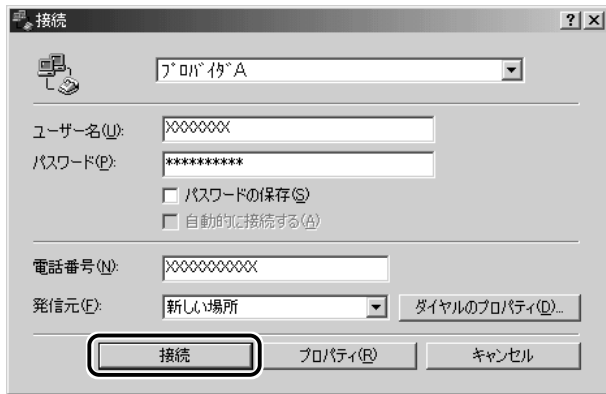 接続
?
×
プロバイダA
ユーザー名(U):
XXXXXXX
パスワード(P):
**********
パスワードの保存(S)
自動的に接続する(A)
電話番号(N):
XXXXXXXXXX
発信元(F):
新しい場所
ダイヤルのプロパティ(D)...
接続
プロパティ(R)
キャンセル